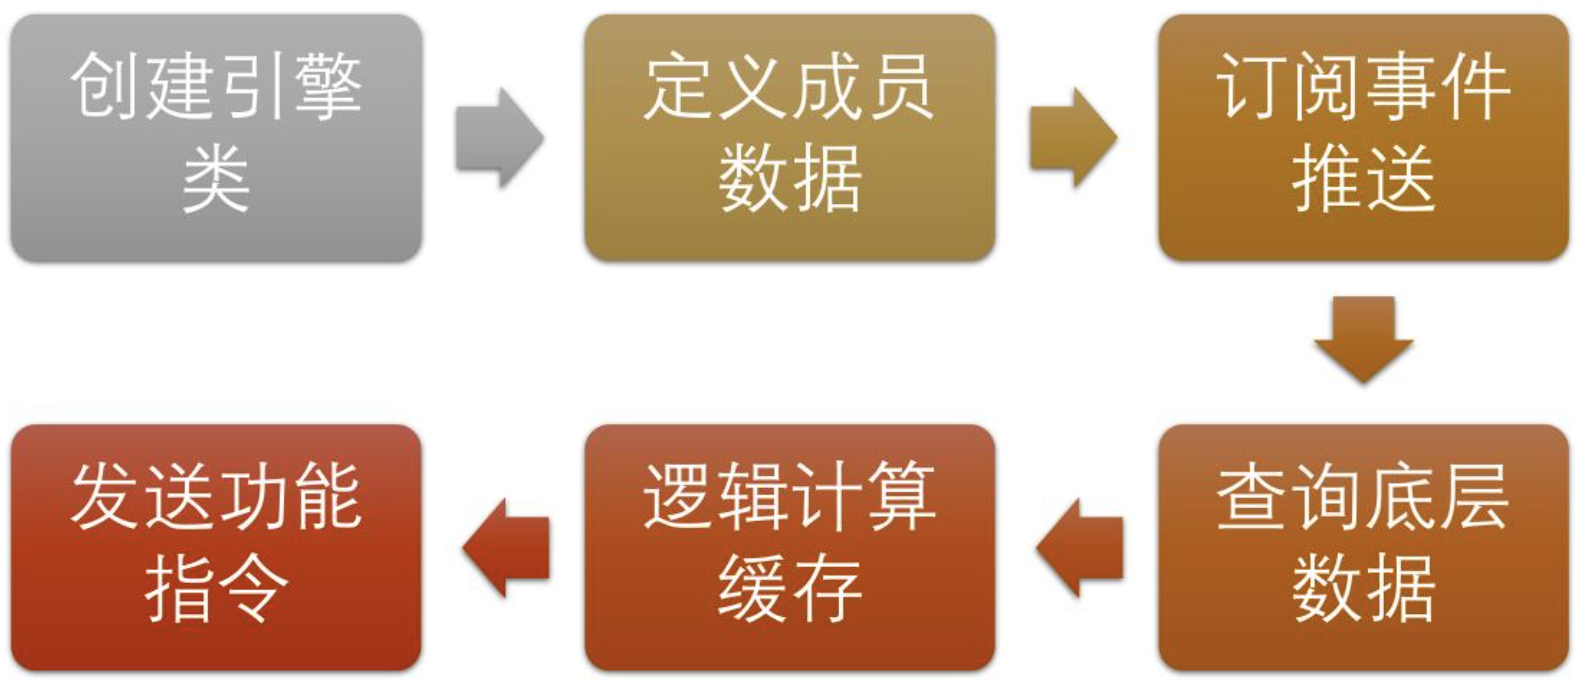 创建引擎
类
定义成员
数据
订阅事件
推送
查询底层
数据
逻辑计算
缓存
发送功能
指令